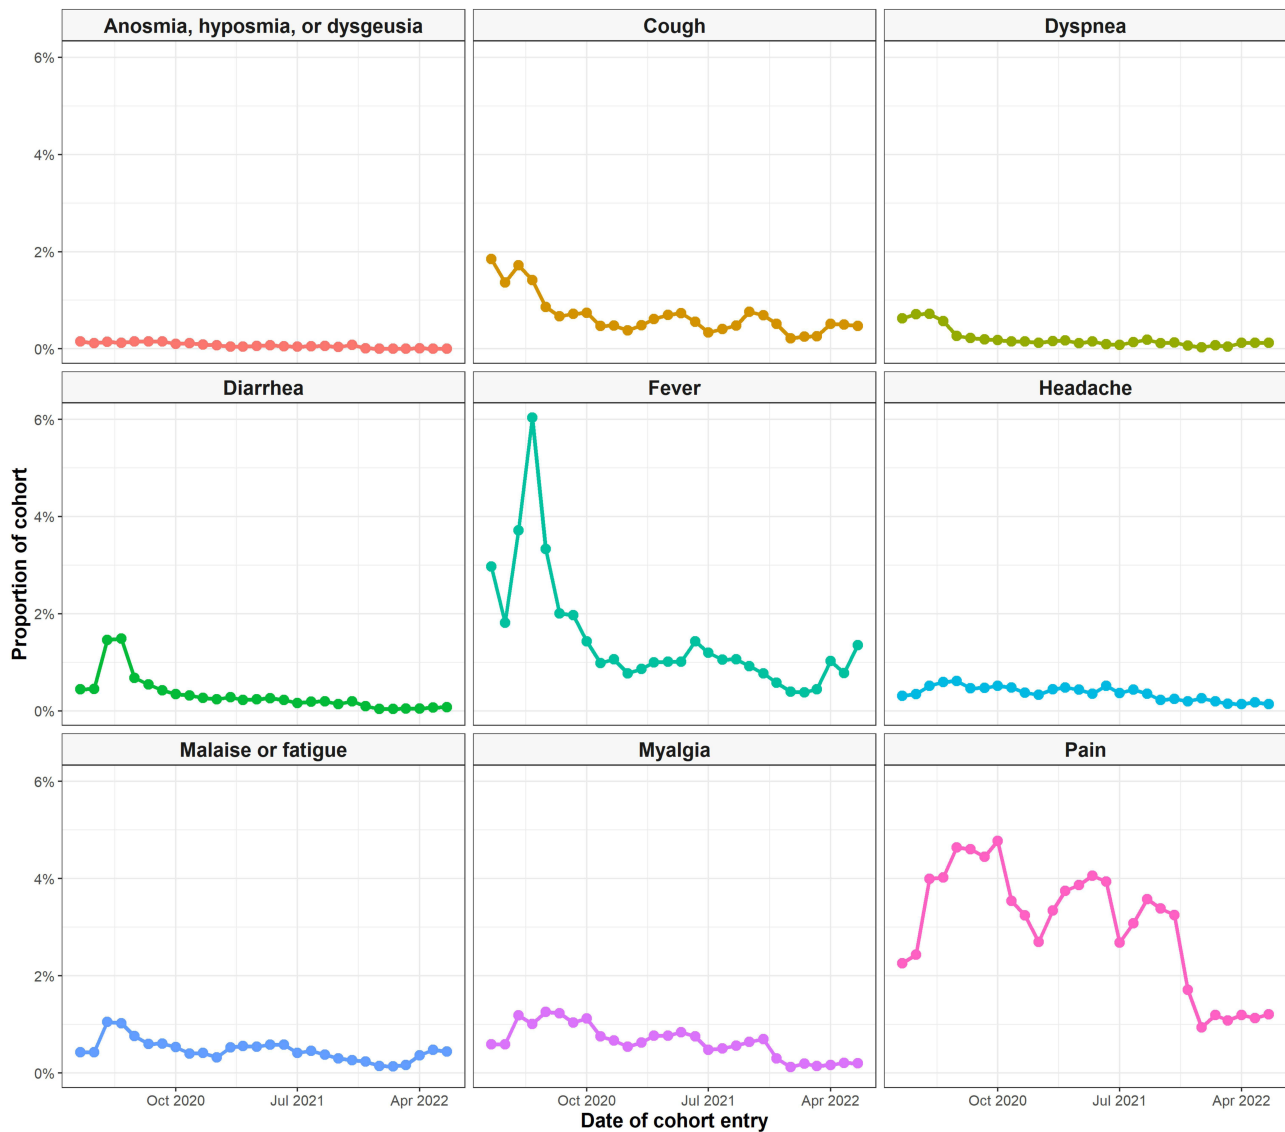 Anosmia, hyposmia, or dysgeusia
Cough
Dyspnea
6%
4%
2%
0%
Diarrhea
Fever
Headache
6%
4%
2%
0%
Malaise or fatigue
Myalgia
Pain
6%
4%
2%
0%
Oct 2020 Jul 2021 Apr 2022
Oct 2020 Jul 2021 Apr 2022
Oct 2020 Jul 2021 Apr 2022
Proportion of cohort
Date of cohort entry